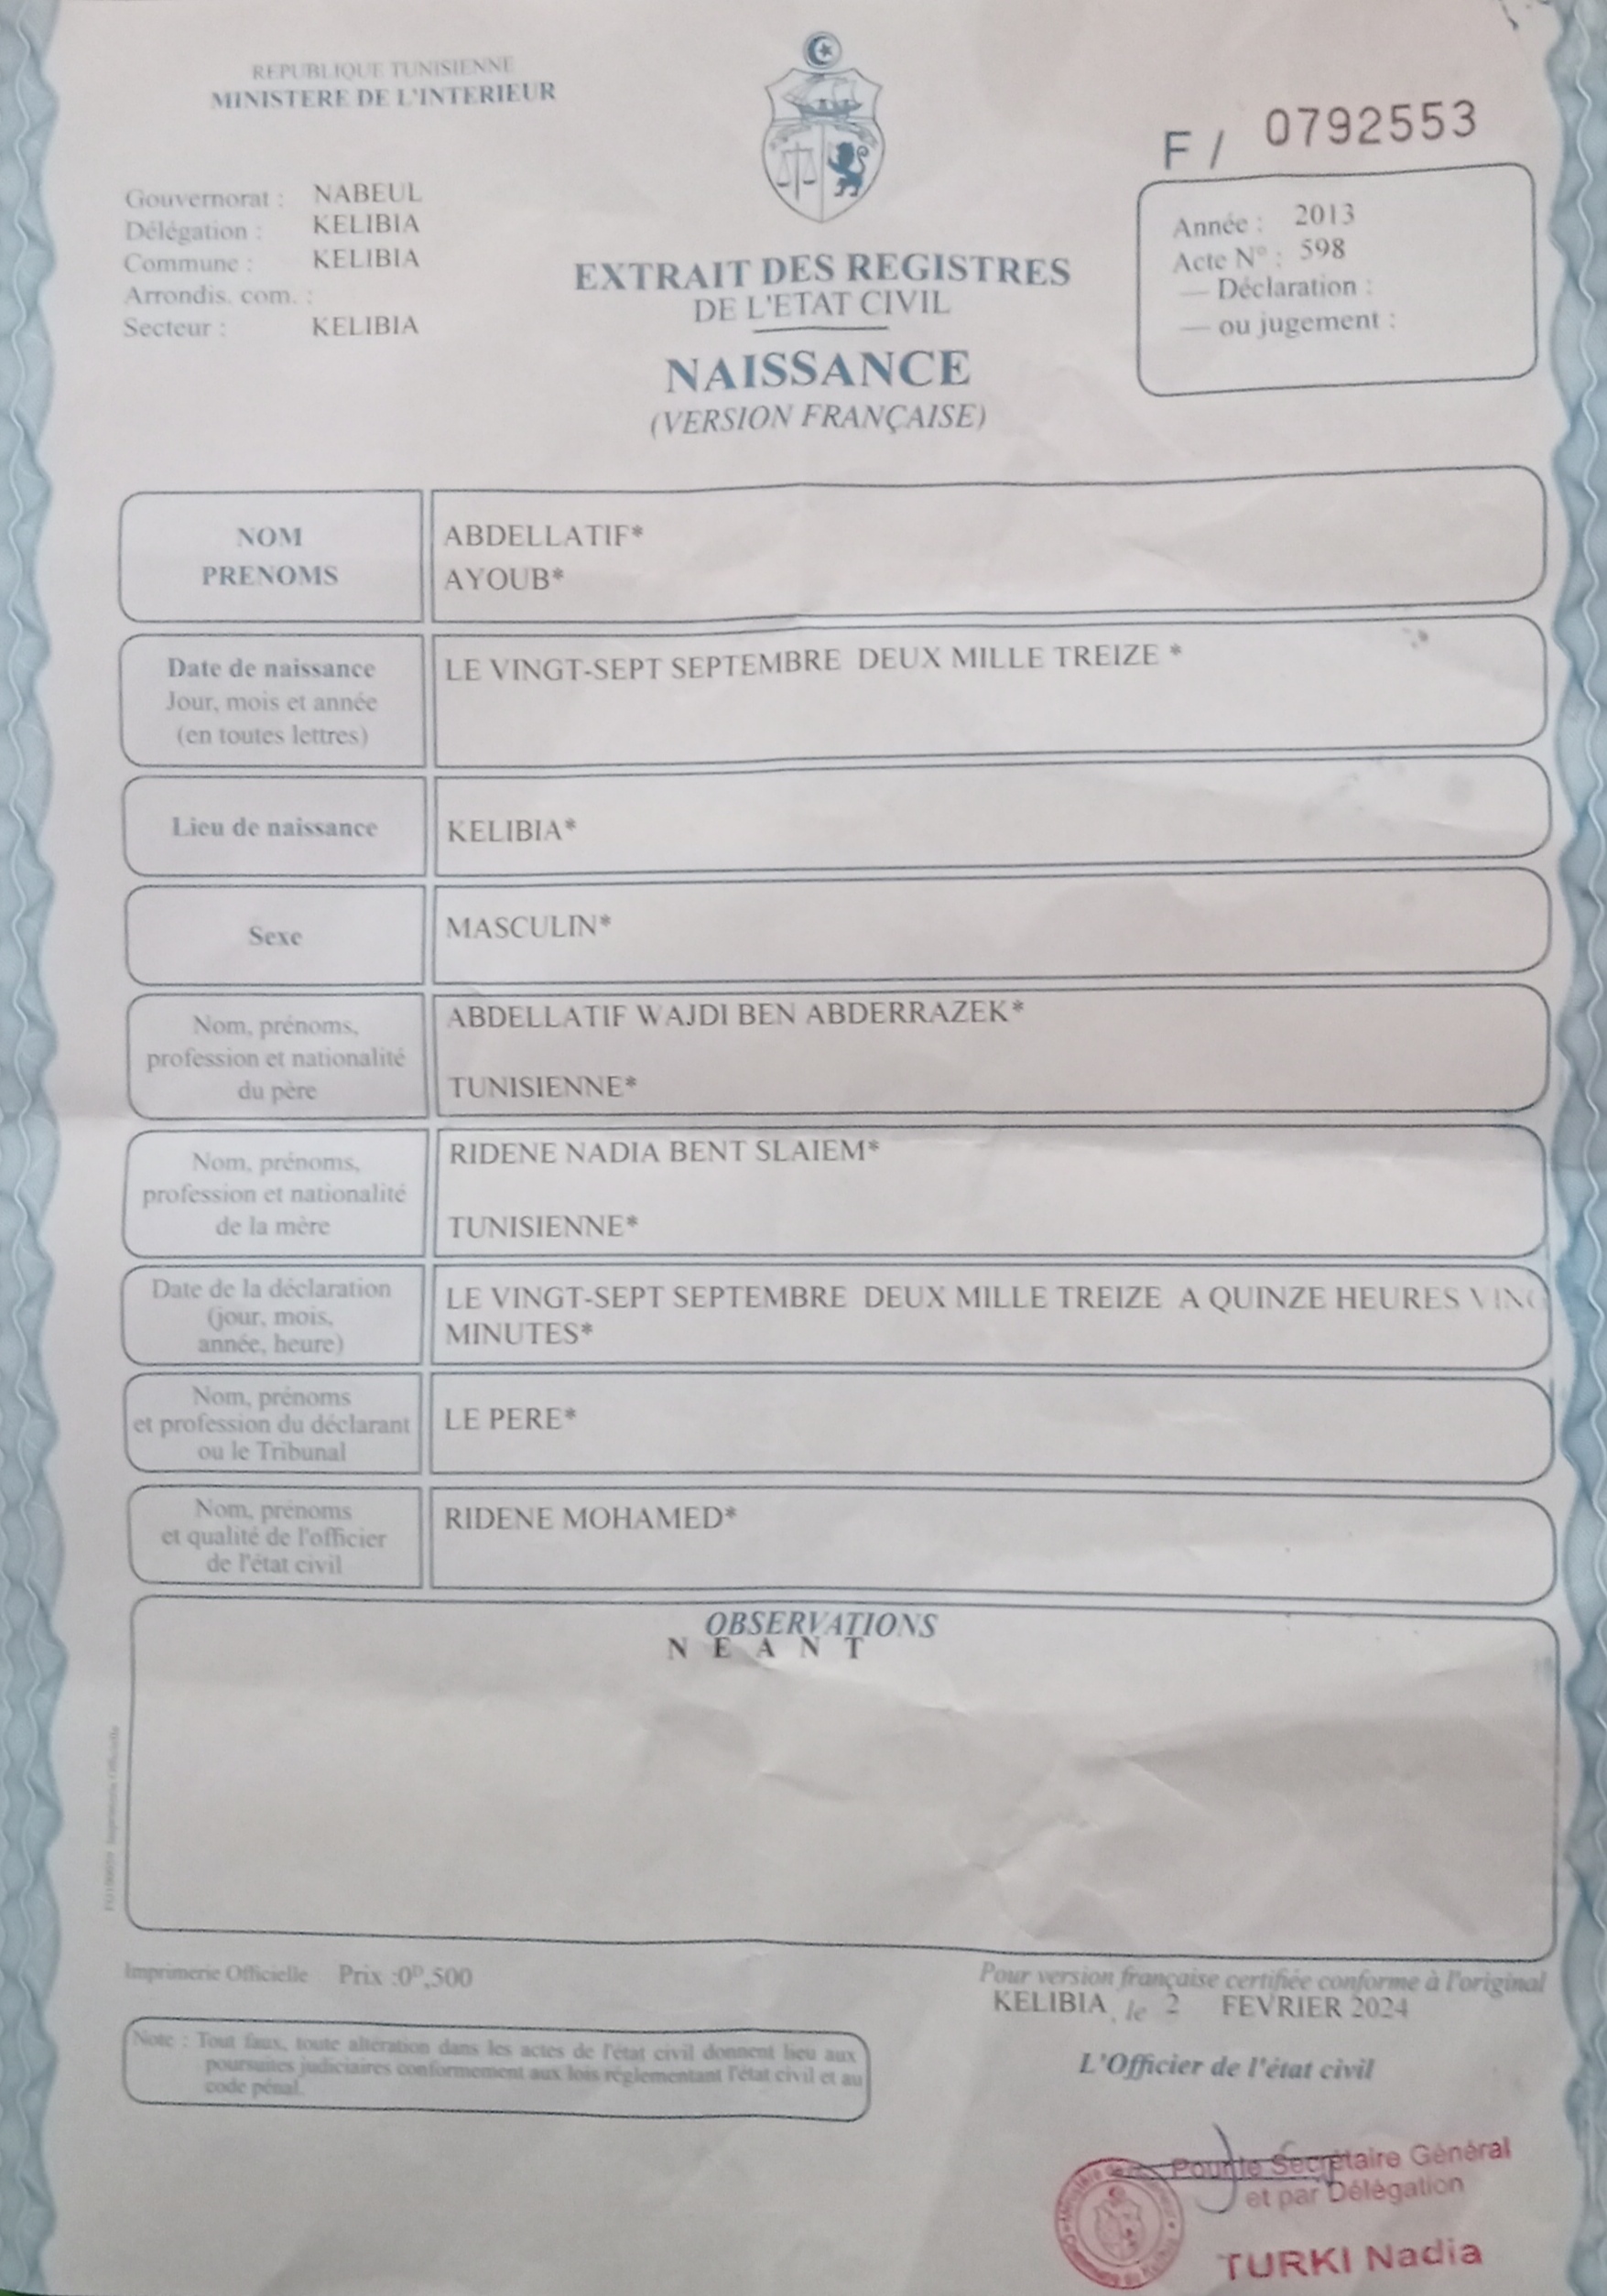 REPUBLIQUE TUNISIENNE
MINISTERE DE L'INTERIEUR
F / 0792553
Gouvernorat : NABEUL
Délégation : KELIBIA
Commune : KELIBIA
Arrondis. com. :
Secteur : KELIBIA
EXTRAIT DES REGISTRES
DE L'ETAT CIVIL
NAISSANCE
(VERSION FRANÇAISE)
Année : 2013
Acte N° : 598
— Déclaration :
— ou jugement :
NOM ABDELLATIF*
PRENOMS AYOUB*
Date de naissance
Jour, mois et année
(en toutes lettres)
LE VINGT-SEPT SEPTEMBRE DEUX MILLE TREIZE *
Lieu de naissance
KELIBIA*
Sexe
MASCULIN*
Nom, prénoms,
profession et nationalité
du père
ABDELLATIF WAJDI BEN ABDERRAZEK*
TUNISIENNE*
Nom, prénoms,
profession et nationalité
de la mère
RIDENE NADIA BENT SLAIEM*
TUNISIENNE*
Date de la déclaration
(jour, mois,
année, heure)
LE VINGT-SEPT SEPTEMBRE DEUX MILLE TREIZE A QUINZE HEURES VING
MINUTES*
Nom, prénoms
et profession du déclarant
ou le Tribunal
LE PERE*
Nom, prénoms
et qualité de l'officier
de l'état civil
RIDENE MOHAMED*
OBSERVATIONS
N E A N T
Imprimerie Officielle Prix :0D,500
Pour version française certifiée conforme à l'original
KELIBIA, le 2 FEVRIER 2024
Note : Tout faux, toute altération dans les actes de l'état civil donnent lieu aux
poursuites judiciaires conformement aux lois réglementant l'état civil et au
code pénal.
L'Officier de l'état civil
Pour le Secrétaire Général
et par Délégation
TURKI Nadia